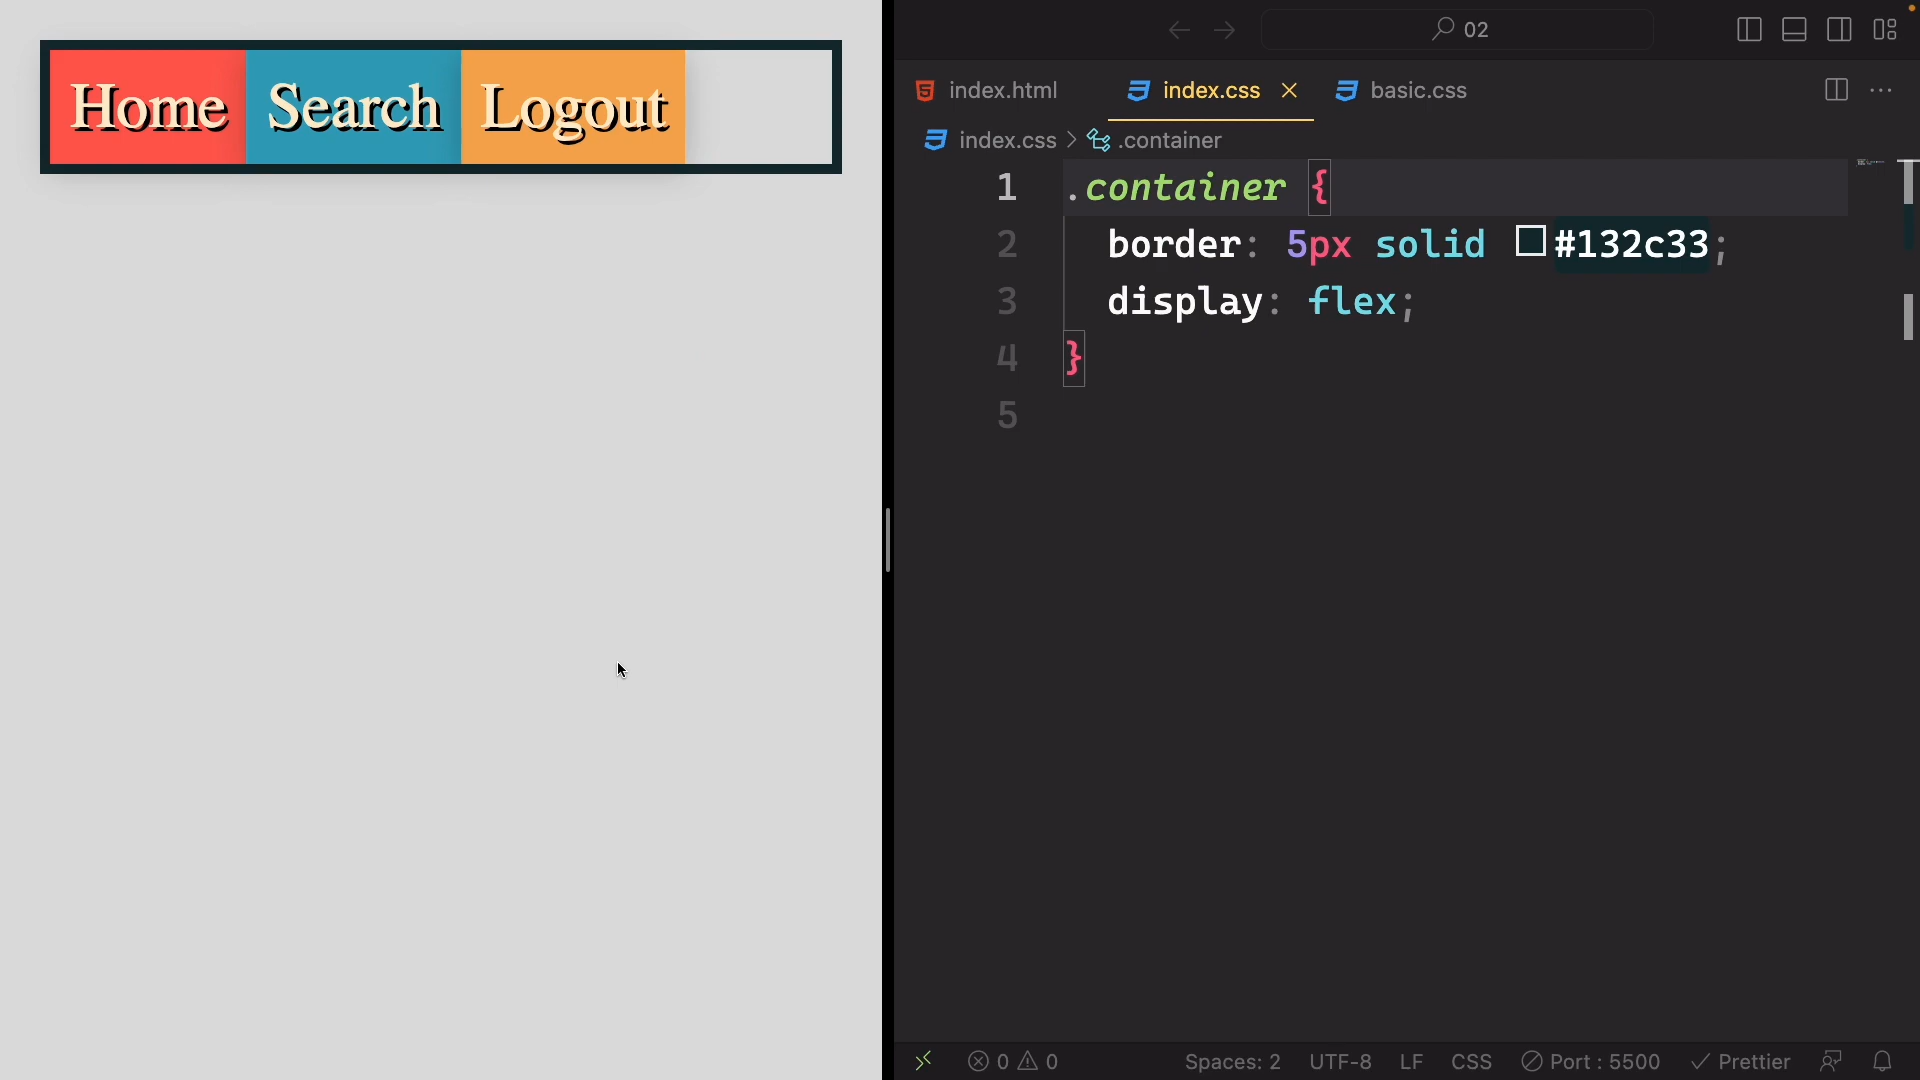 Home Search Logout
02
index.html index.css basic.css
index.css > .container
1 .container {
2 border: 5px solid #132c33;
3 display: flex;
4 }
5
0 0 Spaces: 2 UTF-8 LF CSS Port : 5500 Prettier